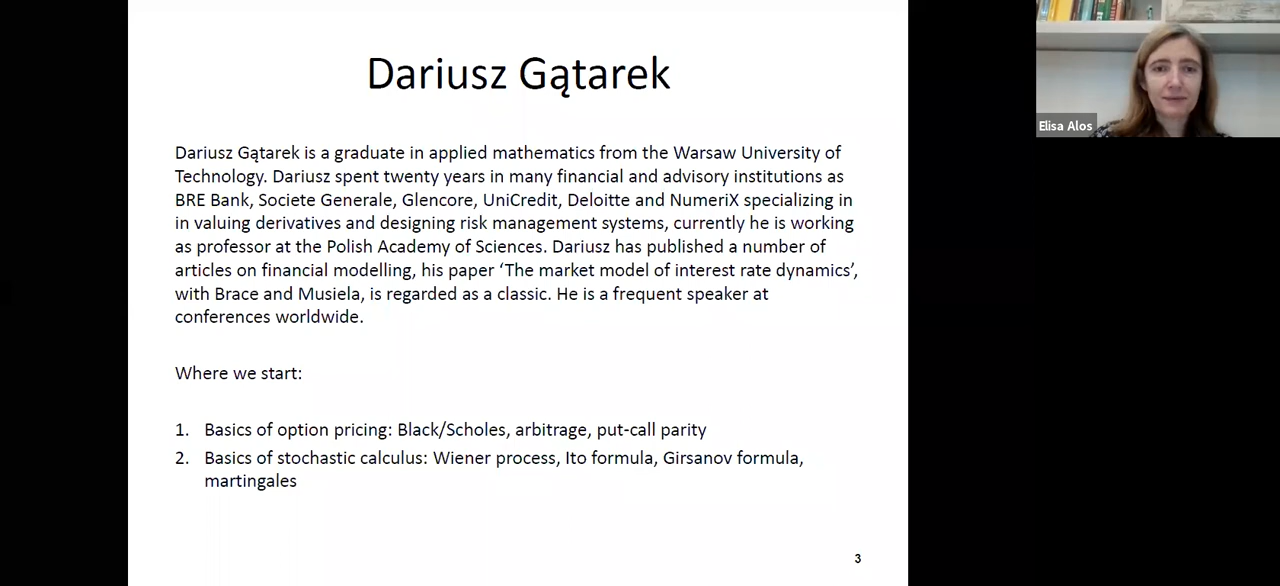 Dariusz Gątarek
Dariusz Gątarek is a graduate in applied mathematics from the Warsaw University of
Technology. Dariusz spent twenty years in many financial and advisory institutions as
BRE Bank, Societe Generale, Glencore, UniCredit, Deloitte and NumeriX specializing in
in valuing derivatives and designing risk management systems, currently he is working
as professor at the Polish Academy of Sciences. Dariusz has published a number of
articles on financial modelling, his paper ‘The market model of interest rate dynamics’,
with Brace and Musiela, is regarded as a classic. He is a frequent speaker at
conferences worldwide.
Where we start:
1. Basics of option pricing: Black/Scholes, arbitrage, put-call parity
2. Basics of stochastic calculus: Wiener process, Ito formula, Girsanov formula,
martingales
3
Elisa Alos